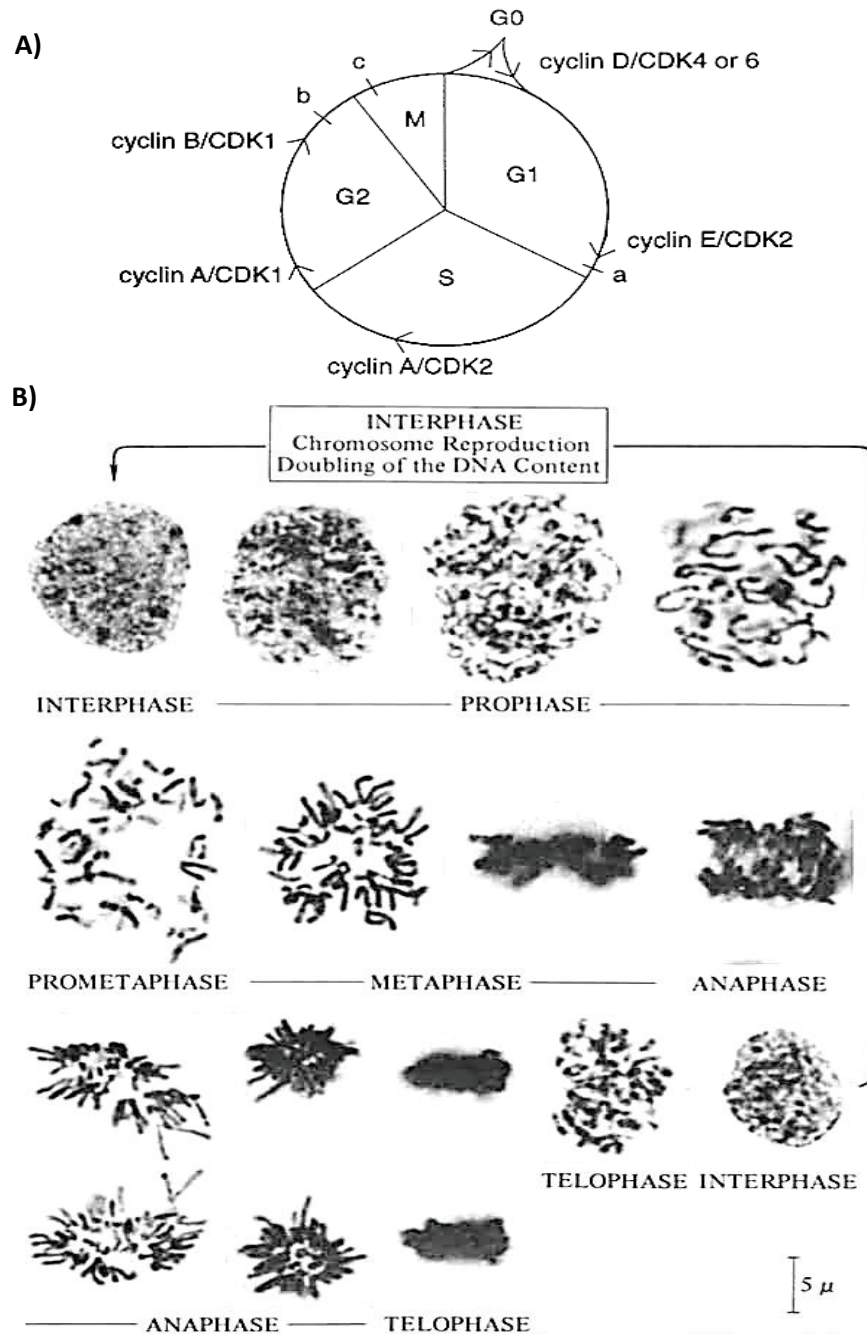 A)
G0
cyclin D/CDK4 or 6
c
b
M
cyclin B/CDK1
G1
G2
cyclin E/CDK2
cyclin A/CDK1
S
a
cyclin A/CDK2
B)
INTERPHASE
Chromosome Reproduction
Doubling of the DNA Content
INTERPHASE PROPHASE
PROMETAPHASE METAPHASE ANAPHASE
TELOPHASE INTERPHASE
5 μ
ANAPHASE TELOPHASE